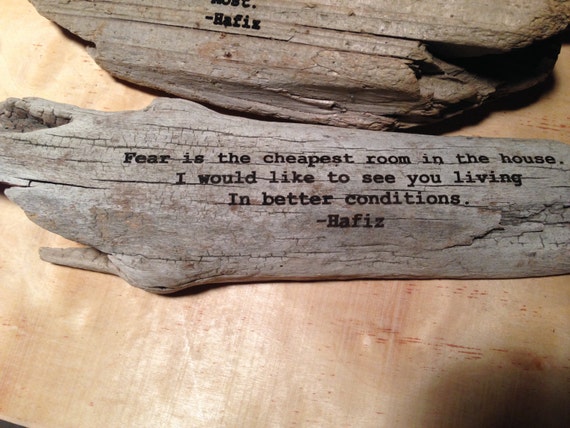 Most.
-Hafiz
Fear is the cheapest room in the house.
I would like to see you living
In better conditions.
-Hafiz